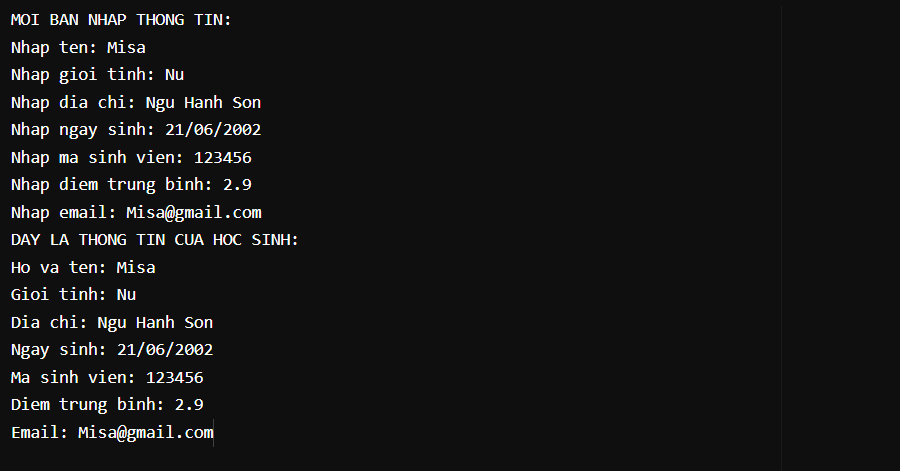 MOI BAN NHAP THONG TIN:
Nhap ten: Misa
Nhap gioi tinh: Nu
Nhap dia chi: Ngu Hanh Son
Nhap ngay sinh: 21/06/2002
Nhap ma sinh vien: 123456
Nhap diem trung binh: 2.9
Nhap email: Misa@gmail.com
DAY LA THONG TIN CUA HOC SINH:
Ho va ten: Misa
Gioi tinh: Nu
Dia chi: Ngu Hanh Son
Ngay sinh: 21/06/2002
Ma sinh vien: 123456
Diem trung binh: 2.9
Email: Misa@gmail.com